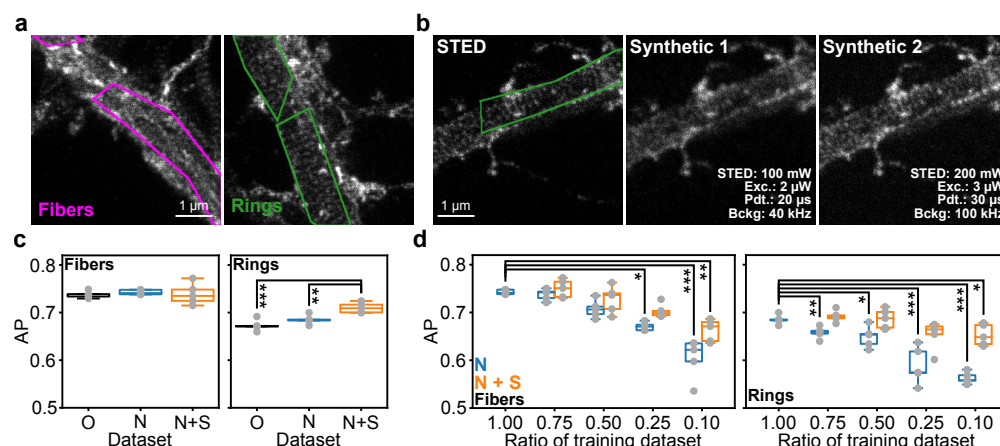 a
Fibers
1 µm
Rings
b
STED
1 µm
Synthetic 1
STED: 100 mW
Exc.: 2 µW
Pdt.: 20 µs
Bckg: 40 kHz
Synthetic 2
STED: 200 mW
Exc.: 3 µW
Pdt.: 30 µs
Bckg: 100 kHz
c
AP
0.8
0.7
0.6
0.5
Fibers
O N N+S
Dataset
Rings
***
**
O N N+S
Dataset
d
AP
0.8
0.7
0.6
0.5
*
***
**
N
N + S
Fibers
1.00 0.75 0.50 0.25 0.10
Ratio of training dataset
**
*
***
***
*
Rings
1.00 0.75 0.50 0.25 0.10
Ratio of training dataset